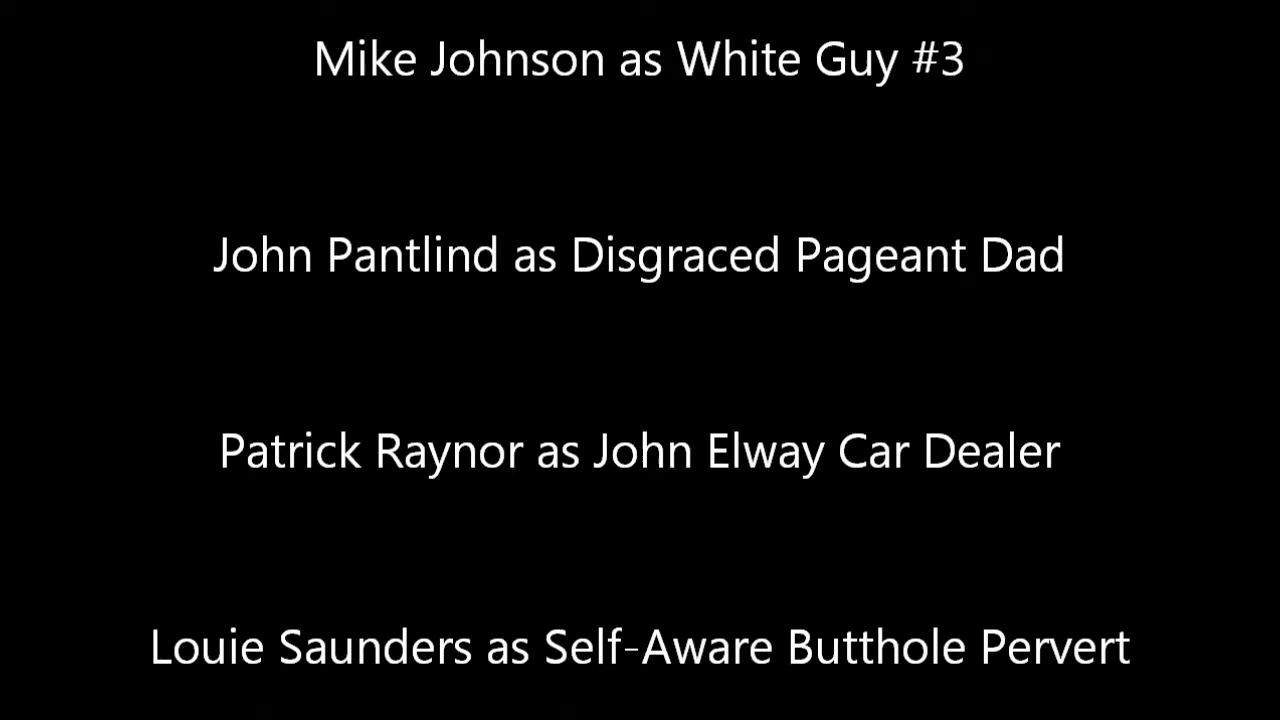 Mike Johnson as White Guy #3
John Pantlind as Disgraced Pageant Dad
Patrick Raynor as John Elway Car Dealer
Louie Saunders as Self-Aware Butthole Pervert